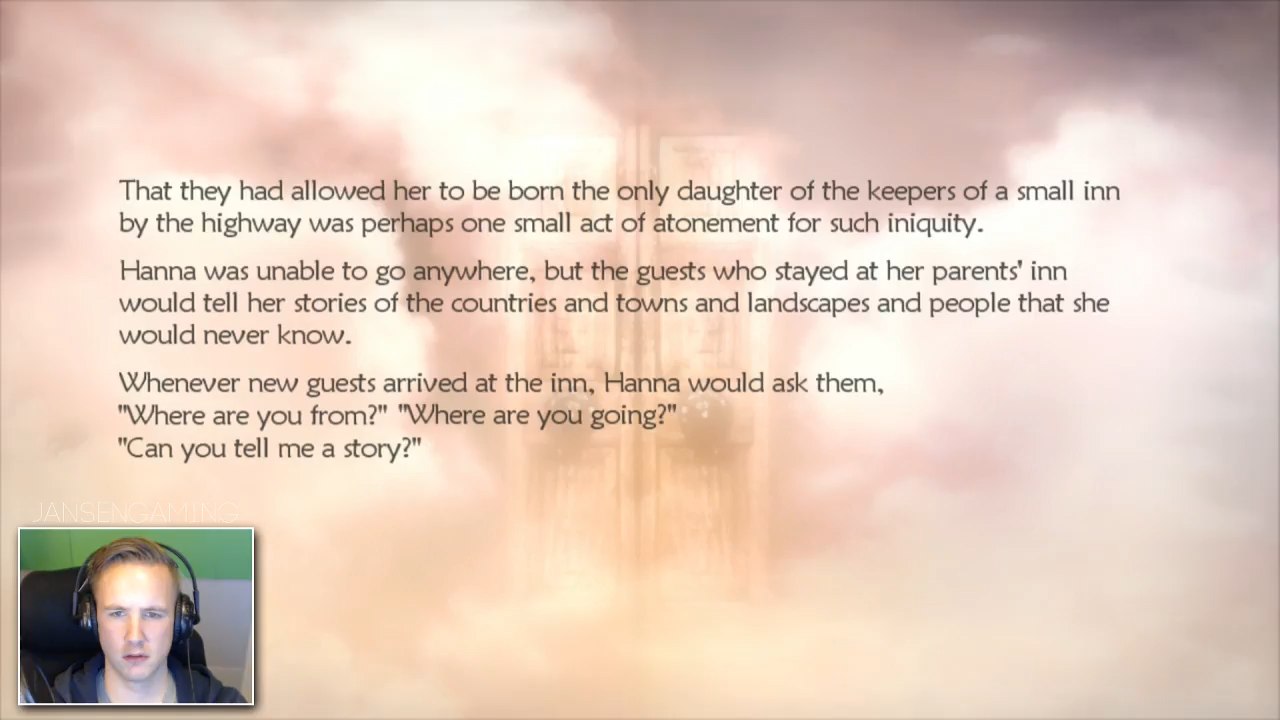 That they had allowed her to be born the only daughter of the keepers of a small inn
by the highway was perhaps one small act of atonement for such iniquity.
Hanna was unable to go anywhere, but the guests who stayed at her parents' inn
would tell her stories of the countries and towns and landscapes and people that she
would never know.
Whenever new guests arrived at the inn, Hanna would ask them,
"Where are you from?" "Where are you going?"
"Can you tell me a story?"
JANSENGAMING